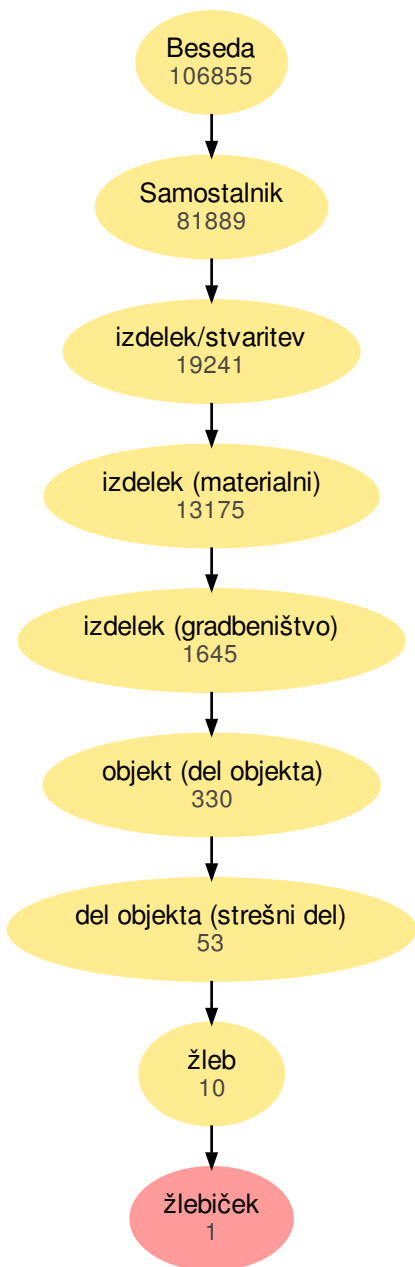 Beseda
106855
Samostalnik
81889
izdelek/stvaritev
19241
izdelek (materialni)
13175
izdelek (gradbeništvo)
1645
objekt (del objekta)
330
del objekta (strešni del)
53
žleb
10
žlebiček
1